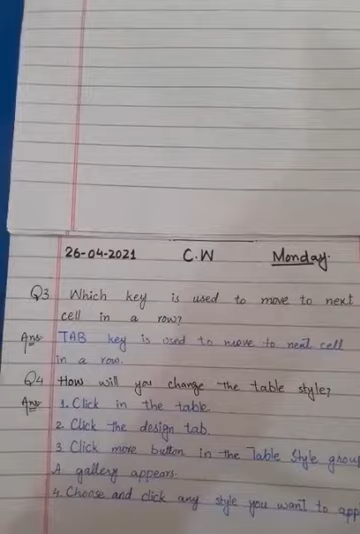 26-04-2021 C.W Monday
Q3 Which key is used to move to next
cell in a row?
Ans TAB key is used to move to next cell
in a row.
Q4 How will you change the table style?
Ans 1. Click in the table
2. Click the design tab.
3 Click more button in the Table Style group
A gallery appears.
4. Choose and click any style you want to app